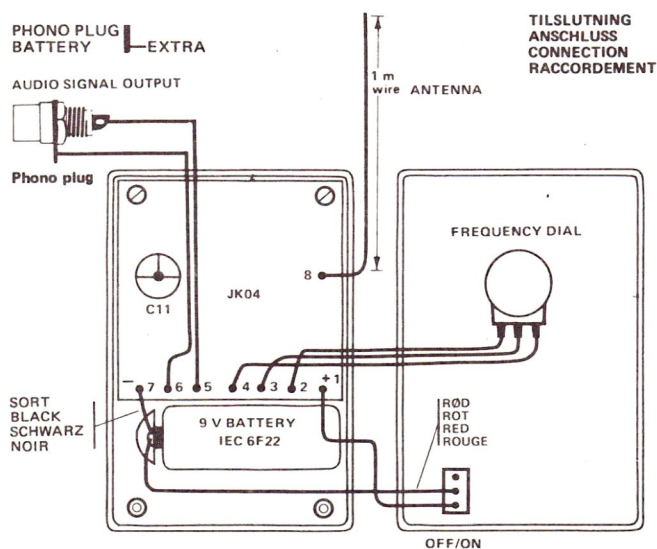 PHONO PLUG
BATTERY
EXTRA
AUDIO SIGNAL OUTPUT
Phono plug
1 m
wire
ANTENNA
TILSLUTNING
ANSCHLUSS
CONNECTION
RACCORDEMENT
FREQUENCY DIAL
8
C11
JK04
− 7 6 5 4 3 2 +1
SORT
BLACK
SCHWARZ
NOIR
9 V BATTERY
IEC 6F22
RØD
ROT
RED
ROUGE
OFF/ON